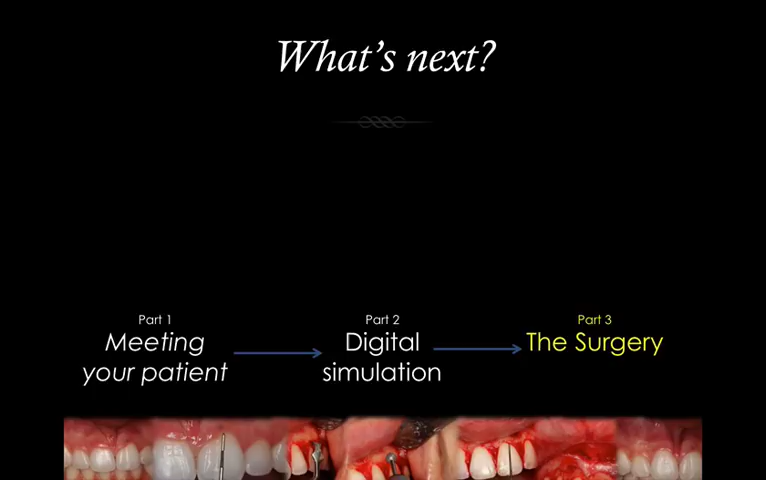 What's next?
Part 1
Meeting
your patient
Part 2
Digital
simulation
Part 3
The Surgery